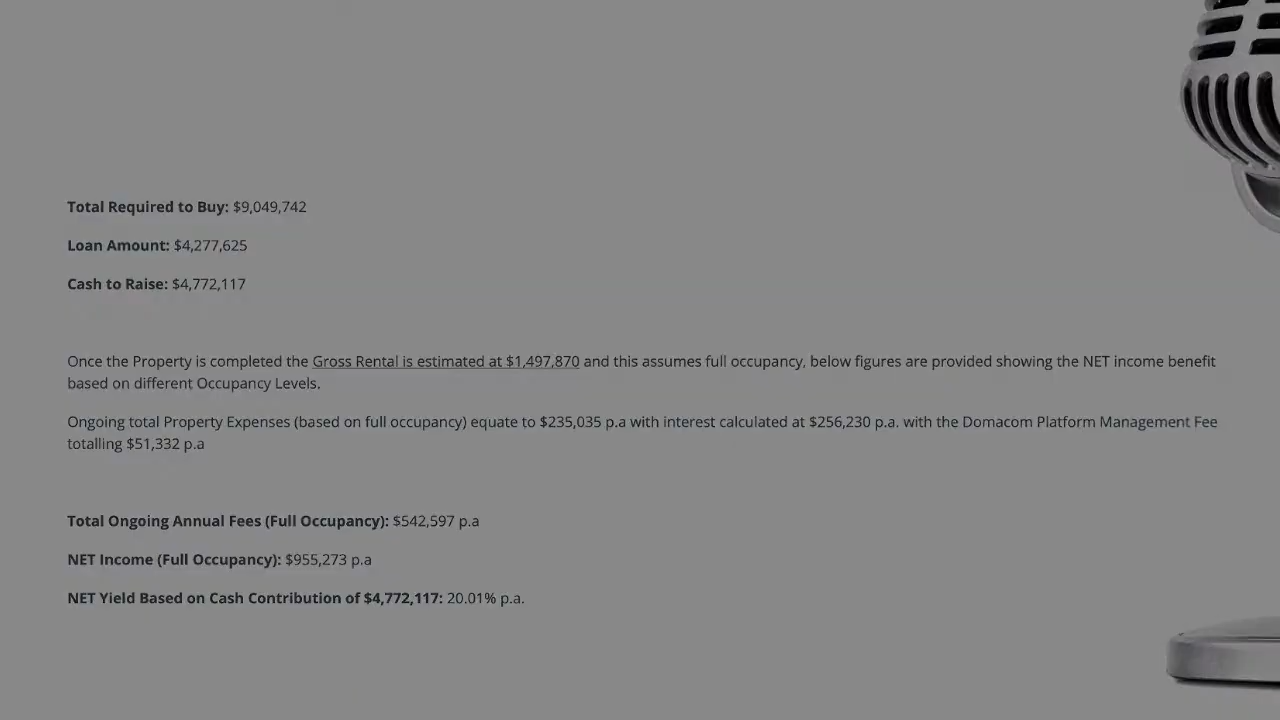 Total Required to Buy: $9,049,742
Loan Amount: $4,277,625
Cash to Raise: $4,772,117
Once the Property is completed the Gross Rental is estimated at $1,497,870 and this assumes full occupancy, below figures are provided showing the NET income benefit
based on different Occupancy Levels.
Ongoing total Property Expenses (based on full occupancy) equate to $235,035 p.a with interest calculated at $256,230 p.a. with the Domacom Platform Management Fee
totalling $51,332 p.a
Total Ongoing Annual Fees (Full Occupancy): $542,597 p.a
NET Income (Full Occupancy): $955,273 p.a
NET Yield Based on Cash Contribution of $4,772,117: 20.01% p.a.